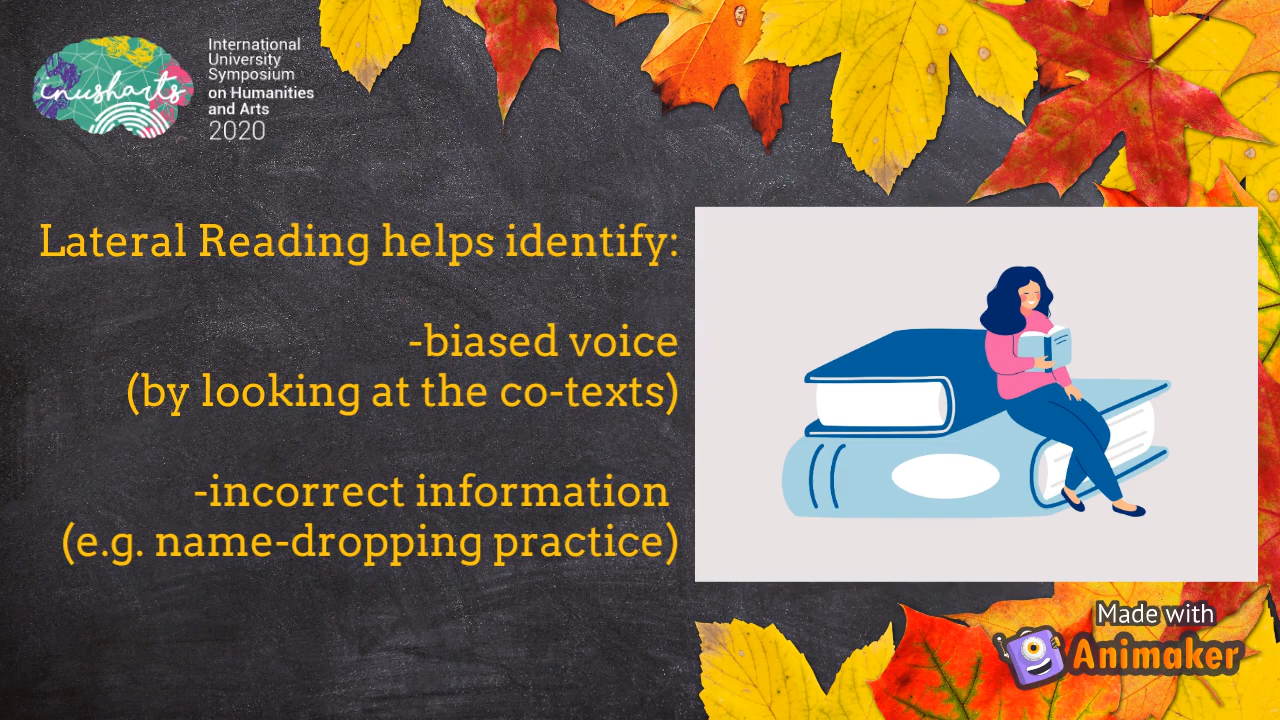 inusharts
International
University
Symposium
on Humanities
and Arts
2020
Lateral Reading helps identify:
-biased voice
(by looking at the co-texts)
-incorrect information
(e.g. name-dropping practice)
Made with
Animaker